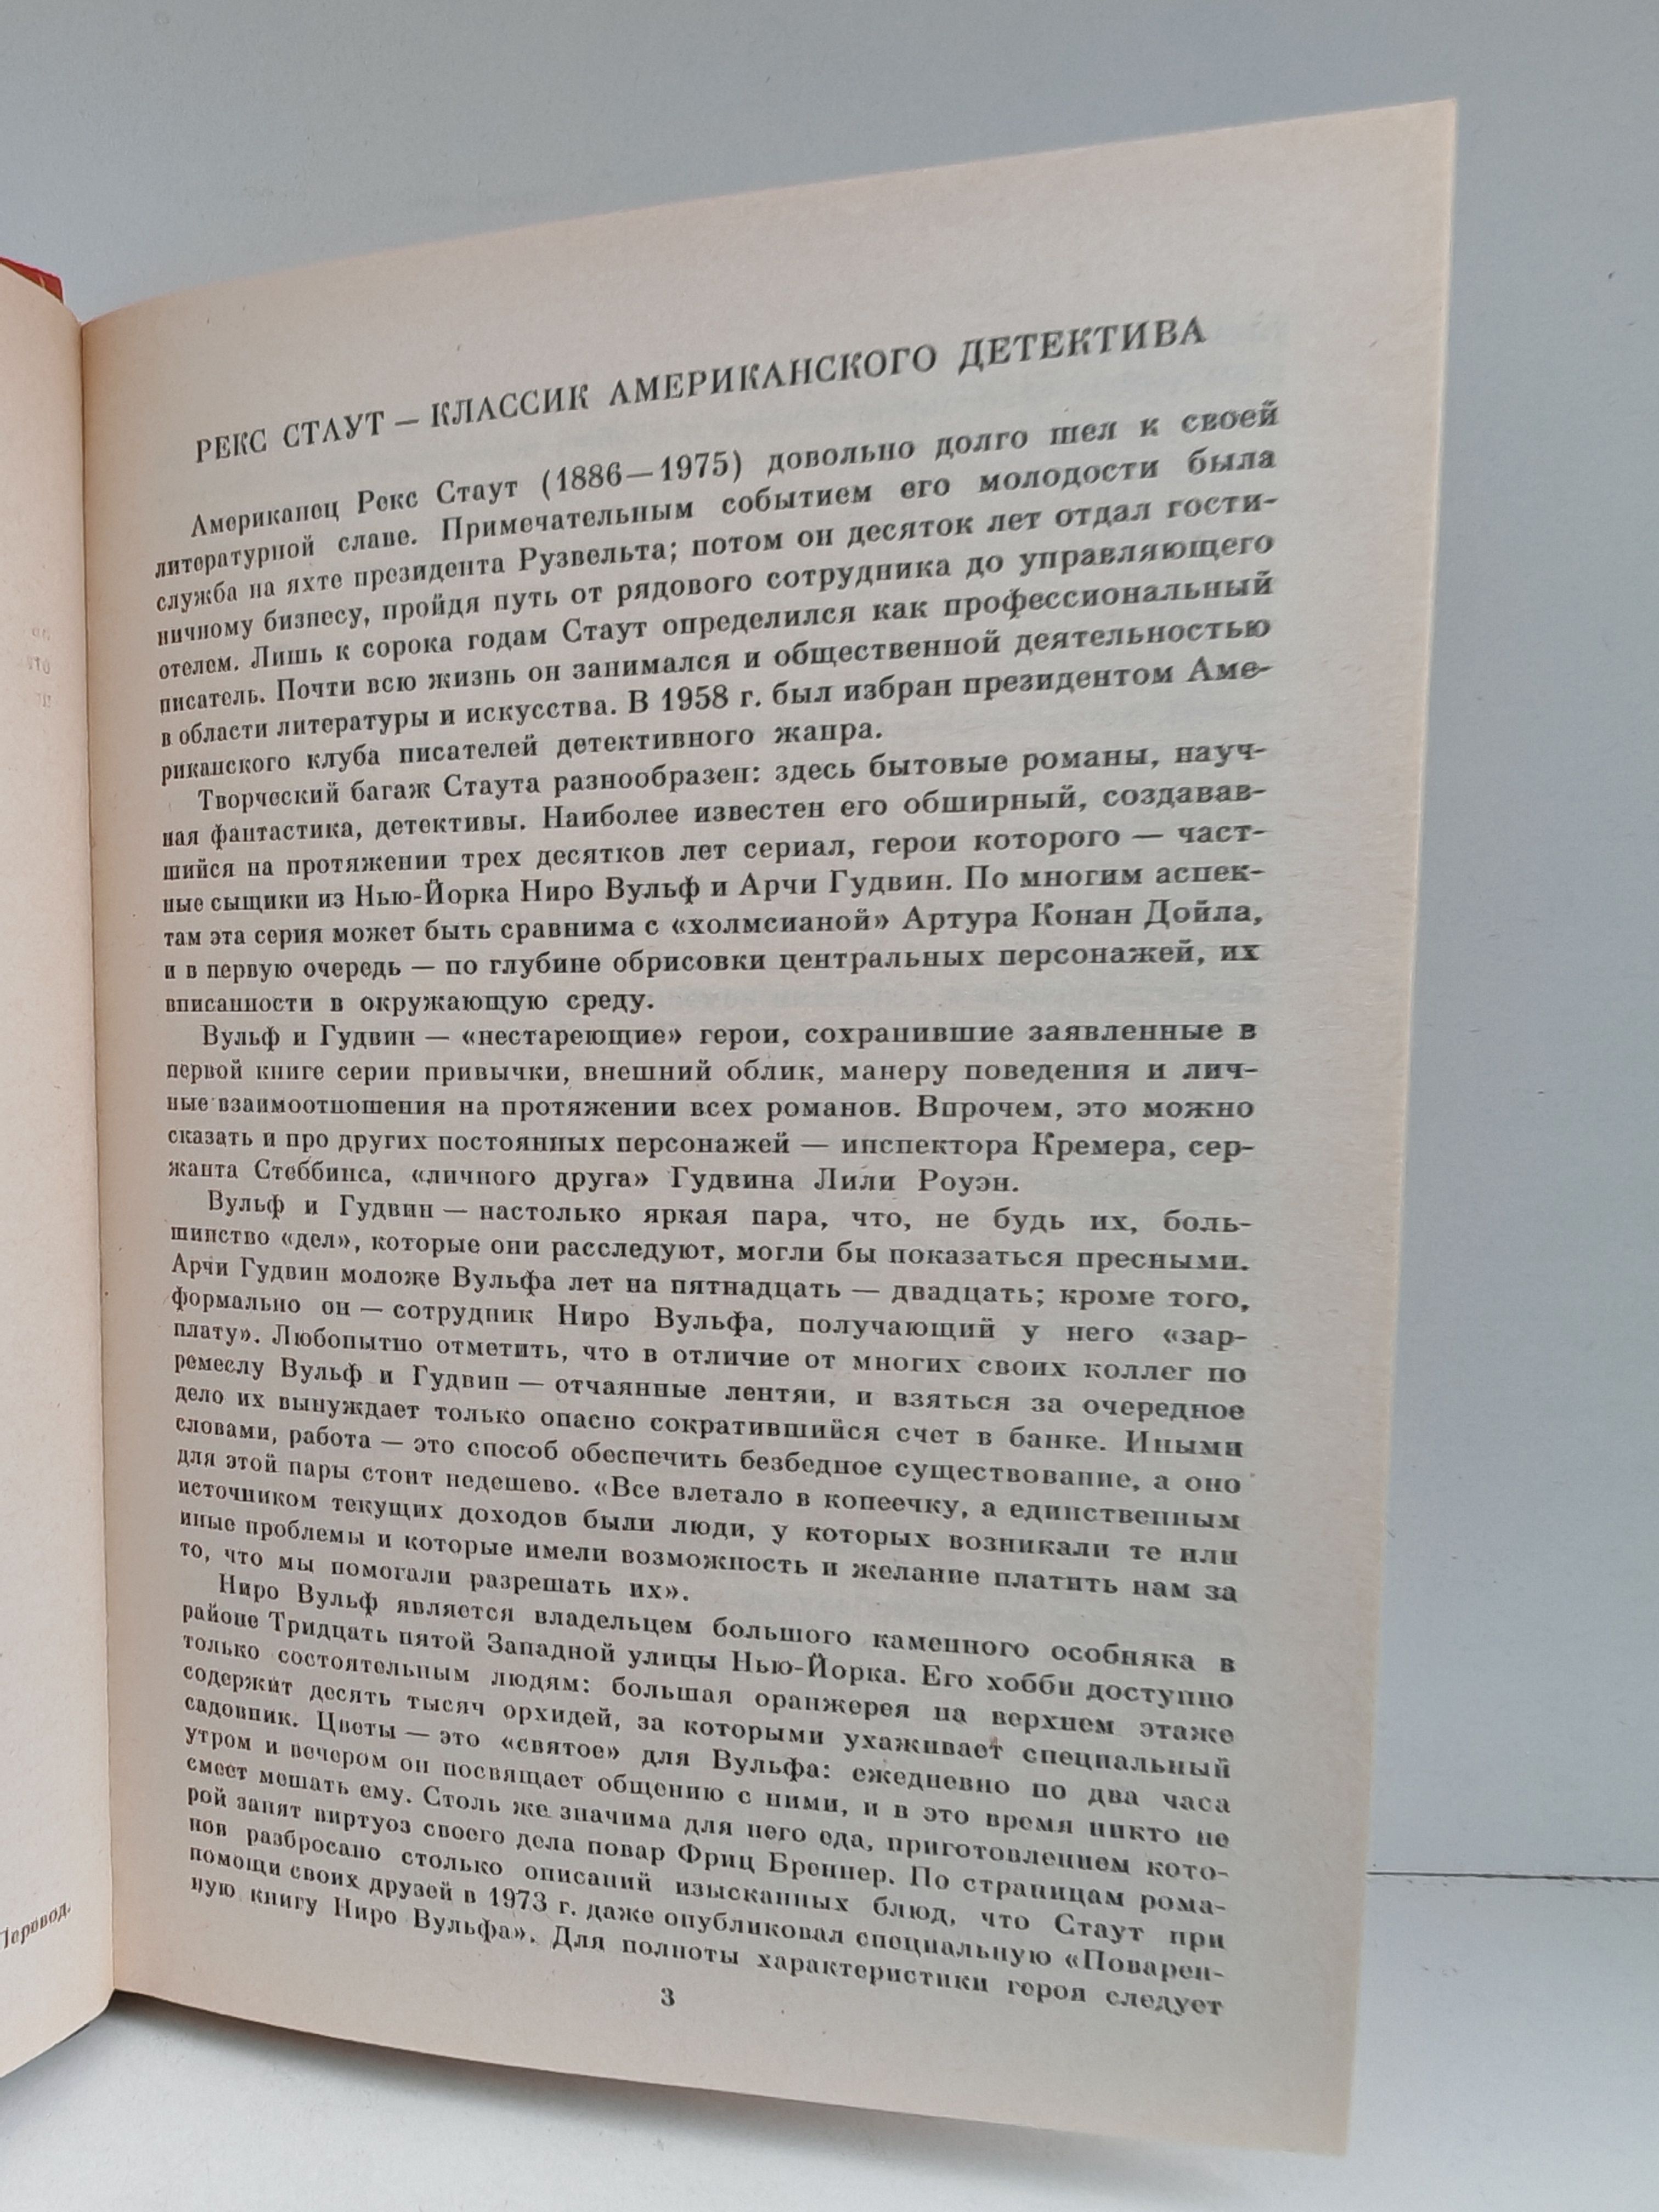 РЕКС СТАУТ — КЛАССИК АМЕРИКАНСКОГО ДЕТЕКТИВА
Американец Рекс Стаут (1886—1975) довольно долго шел к своей
литературной славе. Примечательным событием его молодости была
служба на яхте президента Рузвельта; потом он десяток лет отдал гости-
ничному бизнесу, пройдя путь от рядового сотрудника до управляющего
отелем. Лишь к сорока годам Стаут определился как профессиональный
писатель. Почти всю жизнь он занимался и общественной деятельностью
в области литературы и искусства. В 1958 г. был избран президентом Аме-
риканского клуба писателей детективного жанра.
Творческий багаж Стаута разнообразен: здесь бытовые романы, науч-
ная фантастика, детективы. Наиболее известен его обширный, создавав-
шийся на протяжении трех десятков лет сериал, герои которого — част-
ные сыщики из Нью-Йорка Ниро Вульф и Арчи Гудвин. По многим аспек-
там эта серия может быть сравнима с «холмсианой» Артура Конан Дойла,
и в первую очередь — по глубине обрисовки центральных персонажей, их
вписанности в окружающую среду.
Вульф и Гудвин — «нестареющие» герои, сохранившие заявленные в
первой книге серии привычки, внешний облик, манеру поведения и лич-
ные взаимоотношения на протяжении всех романов. Впрочем, это можно
сказать и про других постоянных персонажей — инспектора Кремера, сер-
жанта Стеббинса, «личного друга» Гудвина Лили Роуэн.
Вульф и Гудвин — настолько яркая пара, что, не будь их, боль-
шинство «дел», которые они расследуют, могли бы показаться пресными.
Арчи Гудвин моложе Вульфа лет на пятнадцать — двадцать; кроме того,
формально он — сотрудник Ниро Вульфа, получающий у него «зар-
плату». Любопытно отметить, что в отличие от многих своих коллег по
ремеслу Вульф и Гудвин — отчаянные лентяи, и взяться за очередное
дело их вынуждает только опасно сократившийся счет в банке. Иными
словами, работа — это способ обеспечить безбедное существование, а оно
для этой пары стоит недешево. «Все влетало в копеечку, а единственным
источником текущих доходов были люди, у которых возникали те или
иные проблемы и которые имели возможность и желание платить нам за
то, что мы помогали разрешать их».
Ниро Вульф является владельцем большого каменного особняка в
районе Тридцать пятой Западной улицы Нью-Йорка. Его хобби доступно
только состоятельным людям: большая оранжерея на верхнем этаже
содержит десять тысяч орхидей, за которыми ухаживает специальный
садовник. Цветы — это «святое» для Вульфа: ежедневно по два часа
утром и вечером он посвящает общению с ними, и в это время никто не
смеет мешать ему. Столь же значима для него еда, приготовлением кото-
рой занят виртуоз своего дела повар Фриц Бреннер. По страницам рома-
нов разбросано столько описаний изысканных блюд, что Стаут при
помощи своих друзей в 1973 г. даже опубликовал специальную «Поварен-
ную книгу Ниро Вульфа». Для полноты характеристики героя следует
3
Перевод.